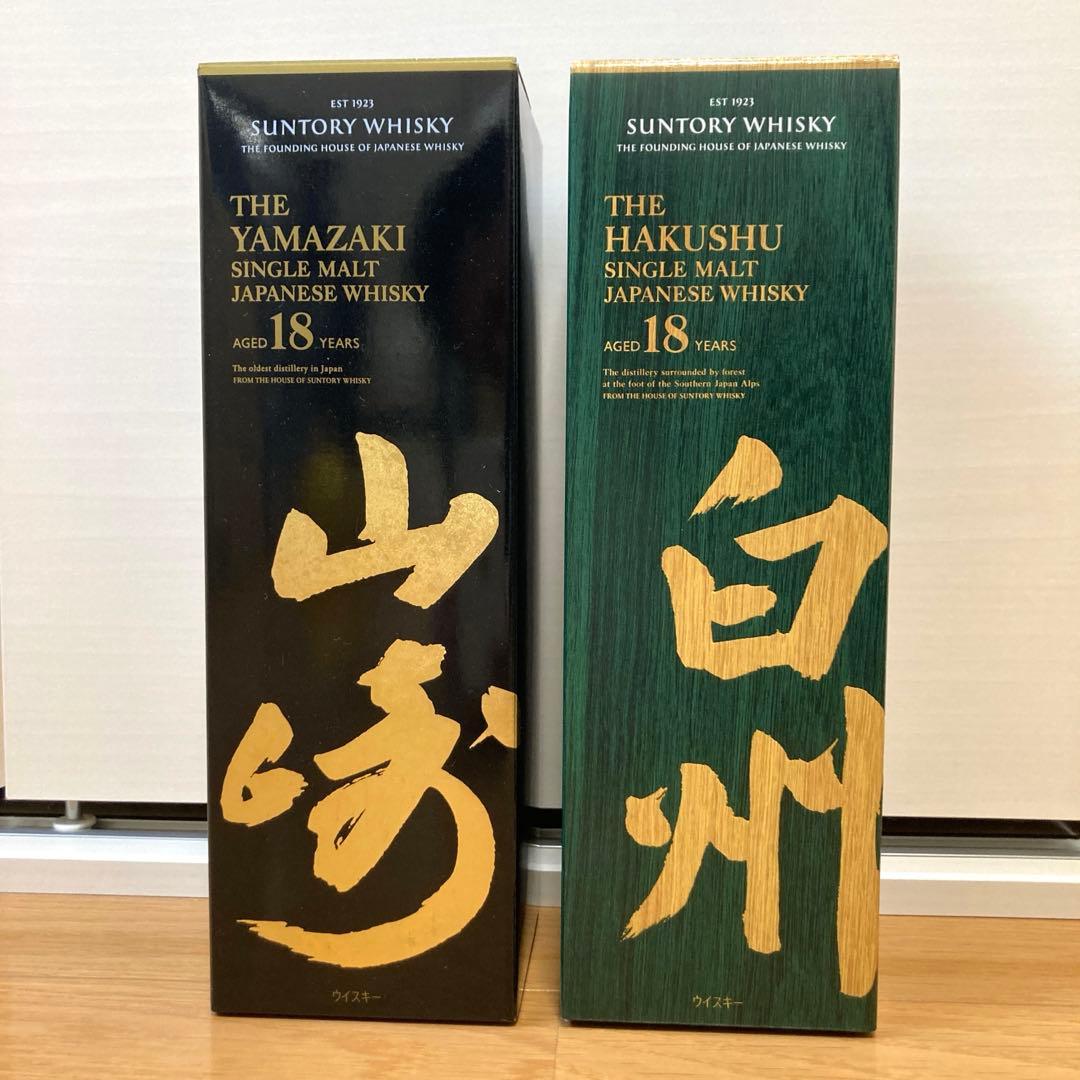 EST 1923
SUNTORY WHISKY
THE FOUNDING HOUSE OF JAPANESE WHISKY
THE
YAMAZAKI
SINGLE MALT
JAPANESE WHISKY
AGED 18 YEARS
The oldest distillery in Japan
FROM THE HOUSE OF SUNTORY WHISKY
山
崎
ウイスキー
EST 1923
SUNTORY WHISKY
THE FOUNDING HOUSE OF JAPANESE WHISKY
THE
HAKUSHU
SINGLE MALT
JAPANESE WHISKY
AGED 18 YEARS
The distillery surrounded by forest
at the foot of the Southern Japan Alps
FROM THE HOUSE OF SUNTORY WHISKY
白
州
ウイスキー